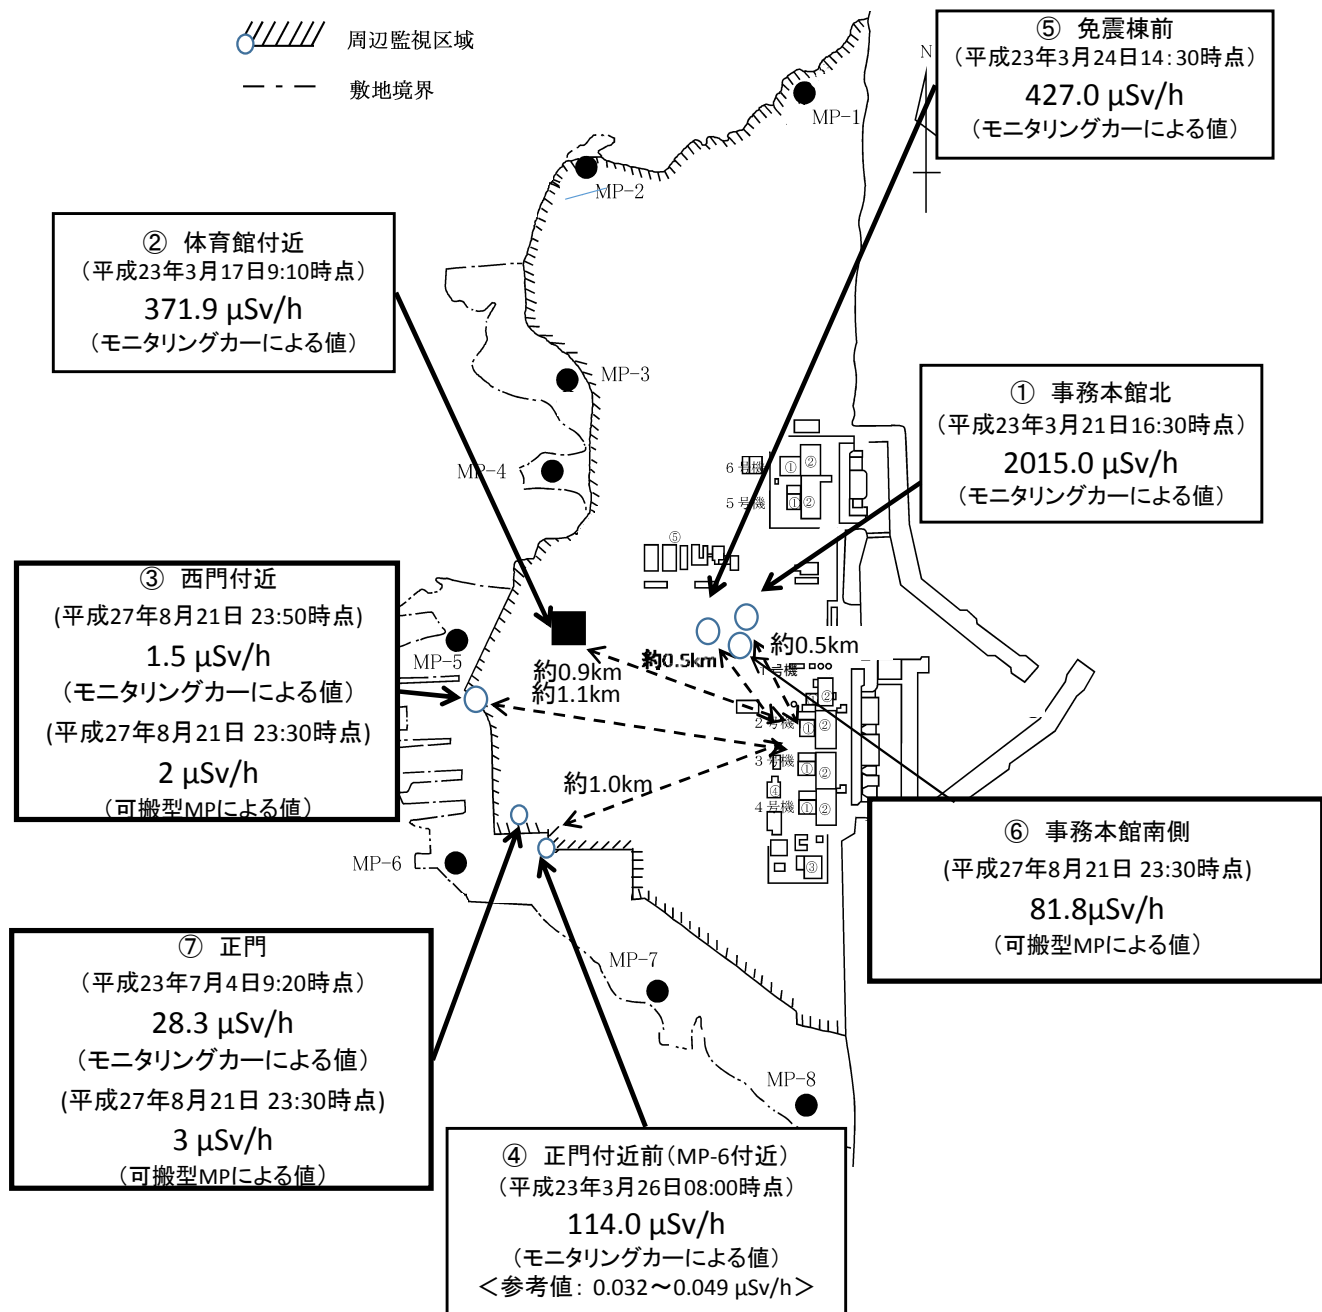 周辺監視区域
敷地境界
⑤ 免震棟前
（平成23年3月24日14:30時点）
427.0 µSv/h
（モニタリングカーによる値）
N
MP-1
MP-2
② 体育館付近
（平成23年3月17日9:10時点）
371.9 µSv/h
（モニタリングカーによる値）
MP-3
① 事務本館北
（平成23年3月21日16:30時点）
2015.0 µSv/h
（モニタリングカーによる値）
MP-4
6号機
①
②
5号機
①
②
⑤
③ 西門付近
(平成27年8月21日 23:50時点)
1.5 µSv/h
（モニタリングカーによる値）
(平成27年8月21日 23:30時点)
2 µSv/h
（可搬型MPによる値）
MP-5
約0.9km
約1.1km
約0.5km
約0.5km
1号機
②
2号機
①
②
3号機
①
②
約1.0km
④
4号機
①
②
③
MP-6
⑥ 事務本館南側
(平成27年8月21日 23:30時点)
81.8µSv/h
（可搬型MPによる値）
⑦ 正門
（平成23年7月4日9:20時点）
28.3 µSv/h
（モニタリングカーによる値）
(平成27年8月21日 23:30時点)
3 µSv/h
（可搬型MPによる値）
MP-7
MP-8
④ 正門付近前（MP-6付近）
（平成23年3月26日08:00時点）
114.0 µSv/h
（モニタリングカーによる値）
＜参考値: 0.032～0.049 µSv/h＞